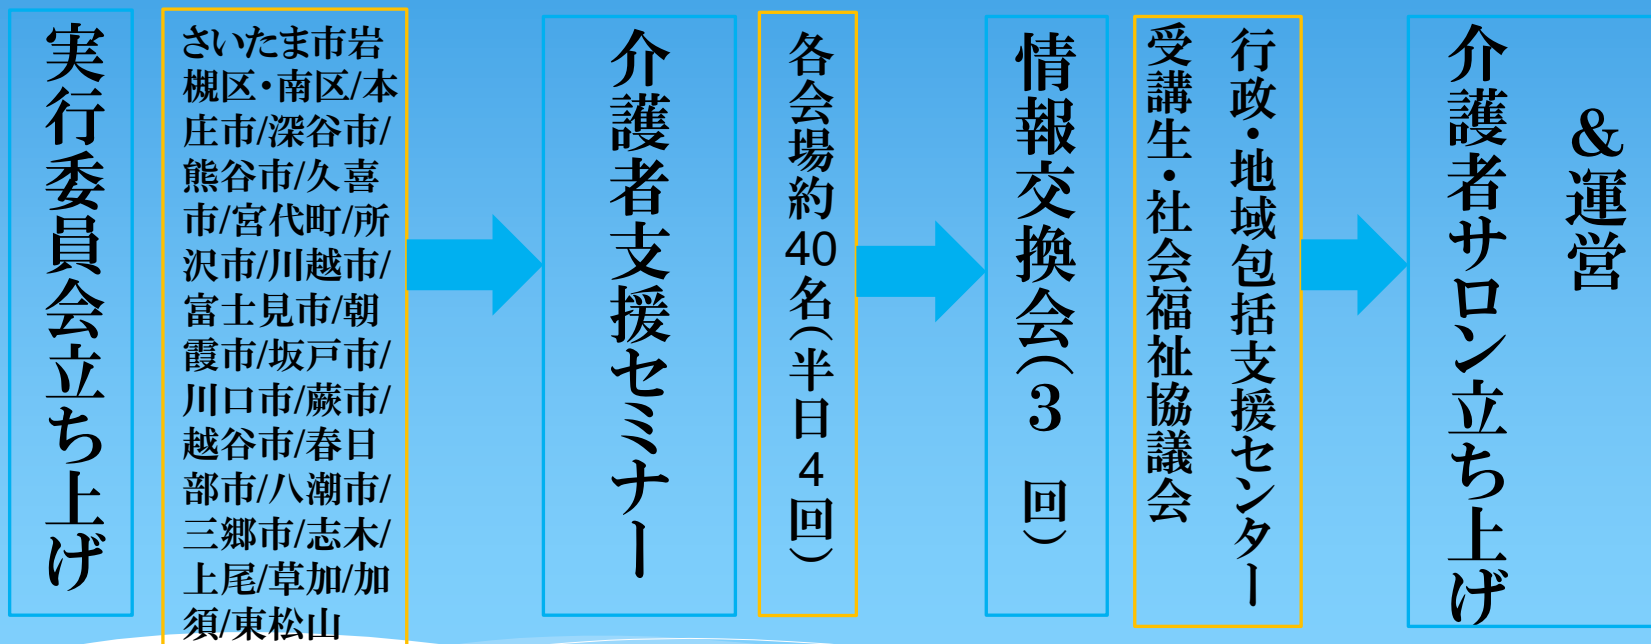 実行委員会立ち上げ
さいたま市岩
槻区・南区/本
庄市/深谷市/
熊谷市/久喜
市/宮代町/所
沢市/川越市/
富士見市/朝
霞市/坂戸市/
川口市/蕨市/
越谷市/春日
部市/八潮市/
三郷市/志木/
上尾/草加/加
須/東松山
介護者支援セミナー
各会場約40名(半日4回)
情報交換会(3 回)
行政・地域包括支援センター
受講生・社会福祉協議会
&運営
介護者サロン立ち上げ